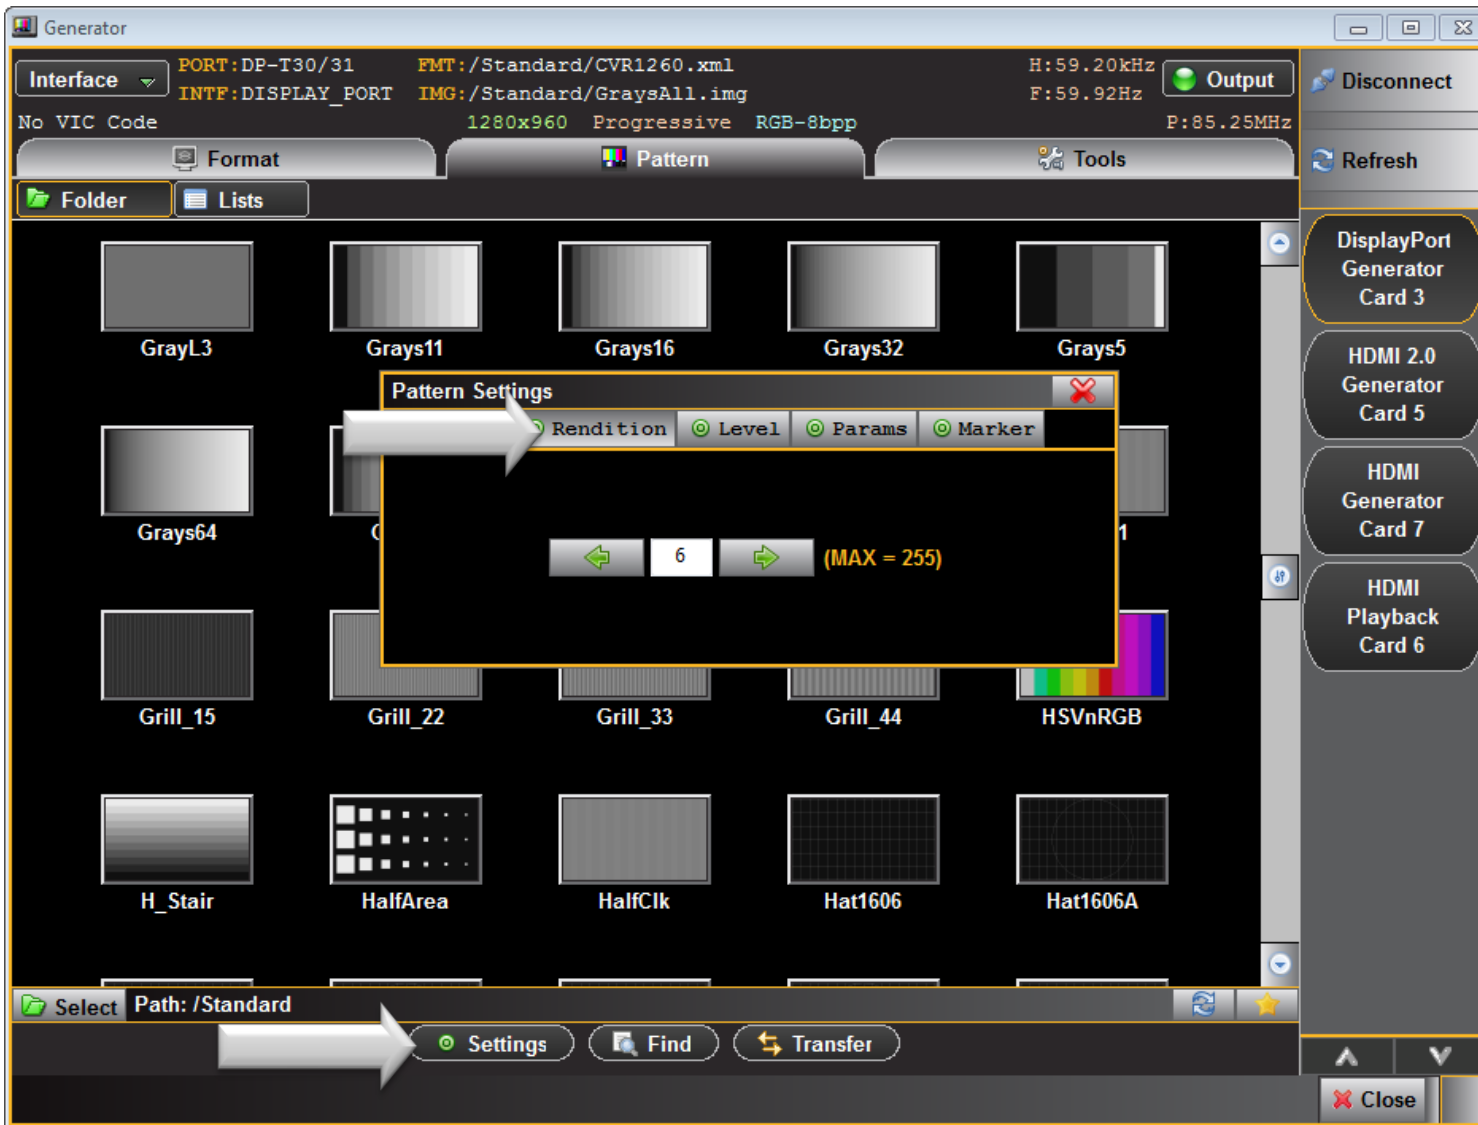 Generator
Interface PORT:DP-T30/31 FMT:/Standard/CVR1260.xml H:59.20kHz Output
INTF:DISPLAY_PORT IMG:/Standard/GraysAll.img F:59.92Hz
No VIC Code 1280x960 Progressive RGB-8bpp P:85.25MHz
Disconnect
Format Pattern Tools
Refresh
Folder Lists
GrayL3 Grays11 Grays16 Grays32 Grays5
DisplayPort
Generator
Card 3
HDMI 2.0
Generator
Card 5
Pattern Settings
Rendition Level Params Marker
Grays64
6 (MAX = 255)
HDMI
Generator
Card 7
HDMI
Playback
Card 6
Grill_15 Grill_22 Grill_33 Grill_44 HSVnRGB
H_Stair HalfArea HalfClk Hat1606 Hat1606A
Select Path: /Standard
Settings Find Transfer
Close